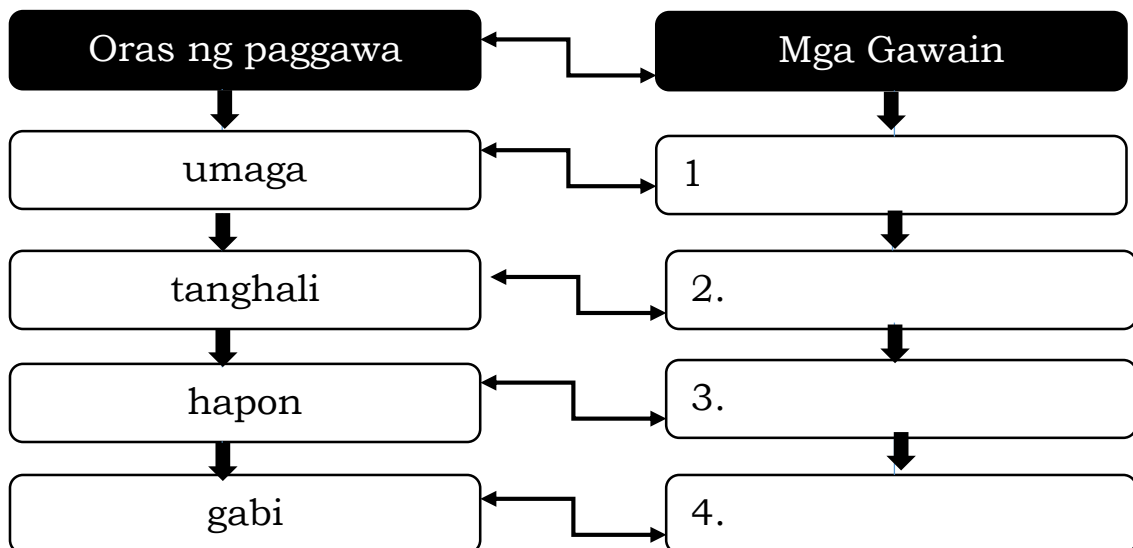 Oras ng paggawa
Mga Gawain
umaga
1
tanghali
2.
hapon
3.
gabi
4.